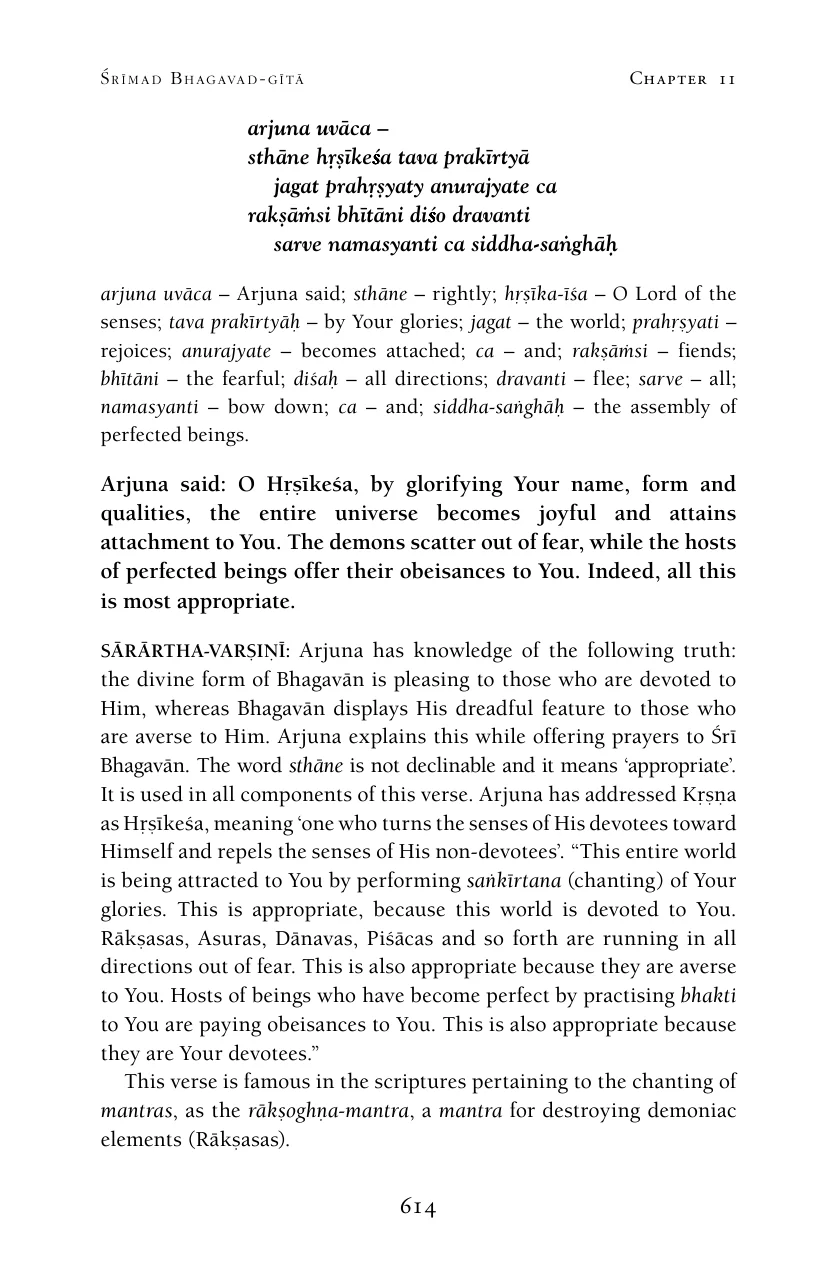 Śrīmad Bhagavad-gītā
Chapter 11
arjuna uvāca –
sthāne hṛṣīkeśa tava prakīrtyā
jagat prahṛṣyaty anurajyate ca
rakṣāṁsi bhītāni diśo dravanti
sarve namasyanti ca siddha-saṅghāḥ
arjuna uvāca – Arjuna said; sthāne – rightly; hṛṣīka-īśa – O Lord of the
senses; tava prakīrtyāḥ – by Your glories; jagat – the world; prahṛṣyati –
rejoices; anurajyate – becomes attached; ca – and; rakṣāṁsi – fiends;
bhītāni – the fearful; diśaḥ – all directions; dravanti – flee; sarve – all;
namasyanti – bow down; ca – and; siddha-saṅghāḥ – the assembly of
perfected beings.
Arjuna said: O Hṛṣīkeśa, by glorifying Your name, form and
qualities, the entire universe becomes joyful and attains
attachment to You. The demons scatter out of fear, while the hosts
of perfected beings offer their obeisances to You. Indeed, all this
is most appropriate.
SĀRĀRTHA-VARṢIṆĪ: Arjuna has knowledge of the following truth:
the divine form of Bhagavān is pleasing to those who are devoted to
Him, whereas Bhagavān displays His dreadful feature to those who
are averse to Him. Arjuna explains this while offering prayers to Śrī
Bhagavān. The word sthāne is not declinable and it means ‘appropriate’.
It is used in all components of this verse. Arjuna has addressed Kṛṣṇa
as Hṛṣīkeśa, meaning ‘one who turns the senses of His devotees toward
Himself and repels the senses of His non-devotees’. “This entire world
is being attracted to You by performing saṅkīrtana (chanting) of Your
glories. This is appropriate, because this world is devoted to You.
Rākṣasas, Asuras, Dānavas, Piśācas and so forth are running in all
directions out of fear. This is also appropriate because they are averse
to You. Hosts of beings who have become perfect by practising bhakti
to You are paying obeisances to You. This is also appropriate because
they are Your devotees.”
This verse is famous in the scriptures pertaining to the chanting of
mantras, as the rākṣoghṇa-mantra, a mantra for destroying demoniac
elements (Rākṣasas).
614